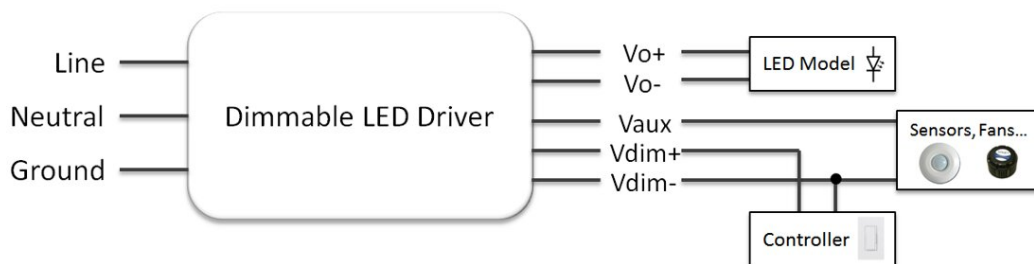 Line
Neutral
Ground
Dimmable LED Driver
Vo+
Vo-
Vaux
Vdim+
Vdim-
LED Model
Sensors, Fans...
Controller